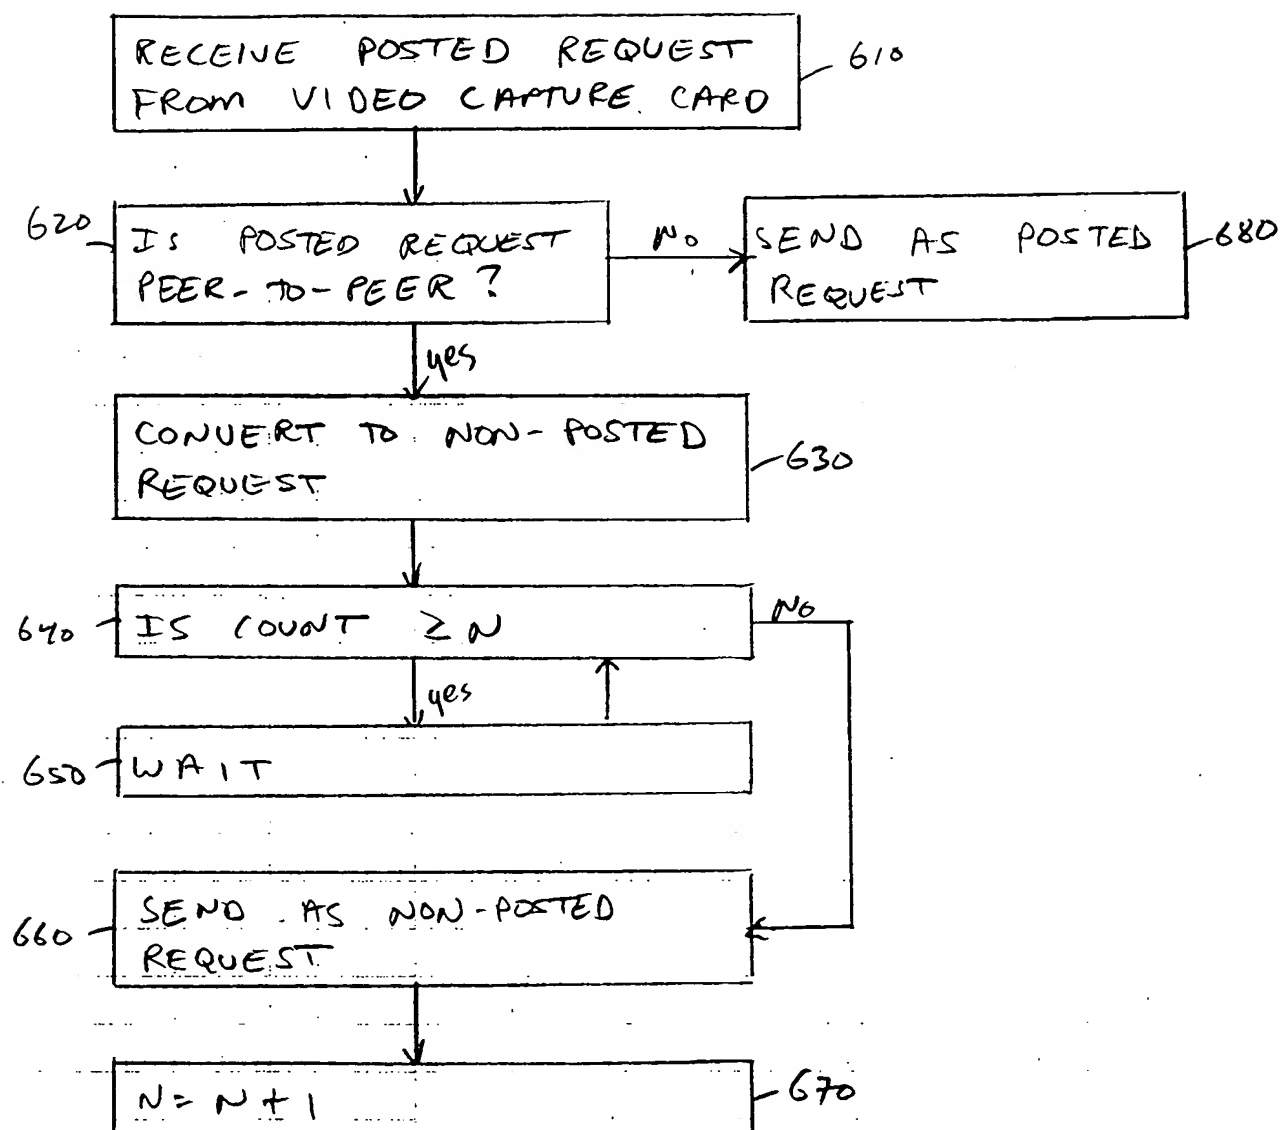 RECEIVE POSTED REQUEST
FROM VIDEO CAPTURE CARD
610
620
IS POSTED REQUEST
PEER-TO-PEER?
No
SEND AS POSTED
REQUEST
680
yes
CONVERT TO NON-POSTED
REQUEST
630
640
IS COUNT ≥ N
No
yes
650
WAIT
660
SEND AS NON-POSTED
REQUEST
N = N + 1
670